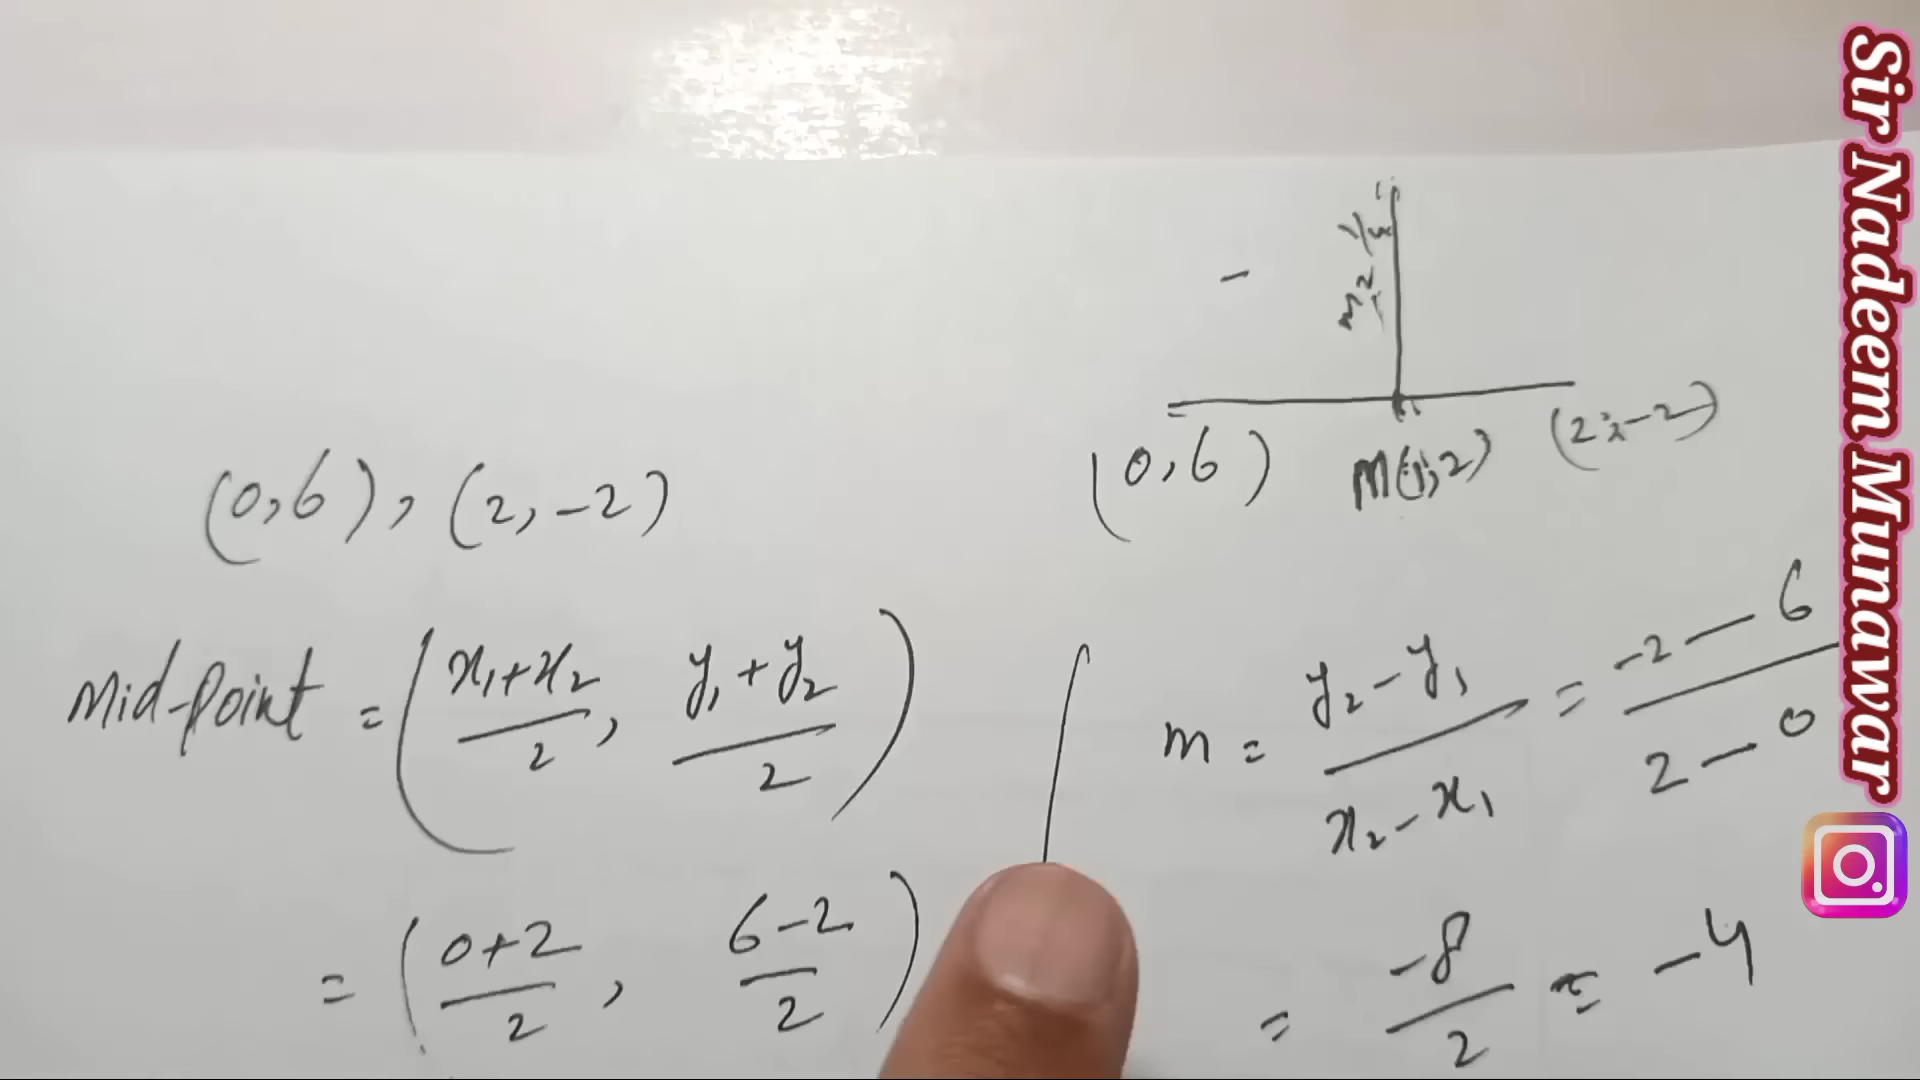 (0,6), (2,-2)
Mid-Point = (x₁+x₂/2, y₁+y₂/2)
= (0+2/2, 6-2/2)
(0,6) M(1,2) (2,-2)
m = y₂-y₁/x₂-x₁ = -2-6/2-0
= -8/2 = -4
Sir Nadeem Munawar